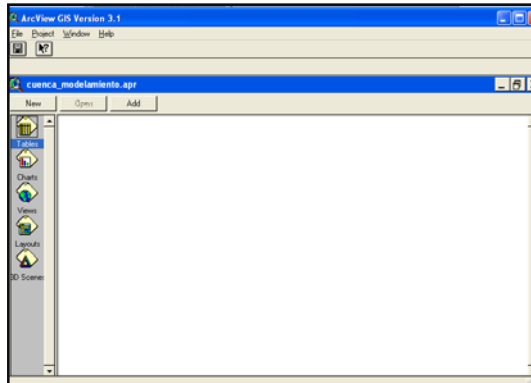 ArcView GIS Version 3.1
File Project Window Help
cuenca_modelamiento.apr
New Open Add
Tables
Charts
Views
Layouts
3D Scenes